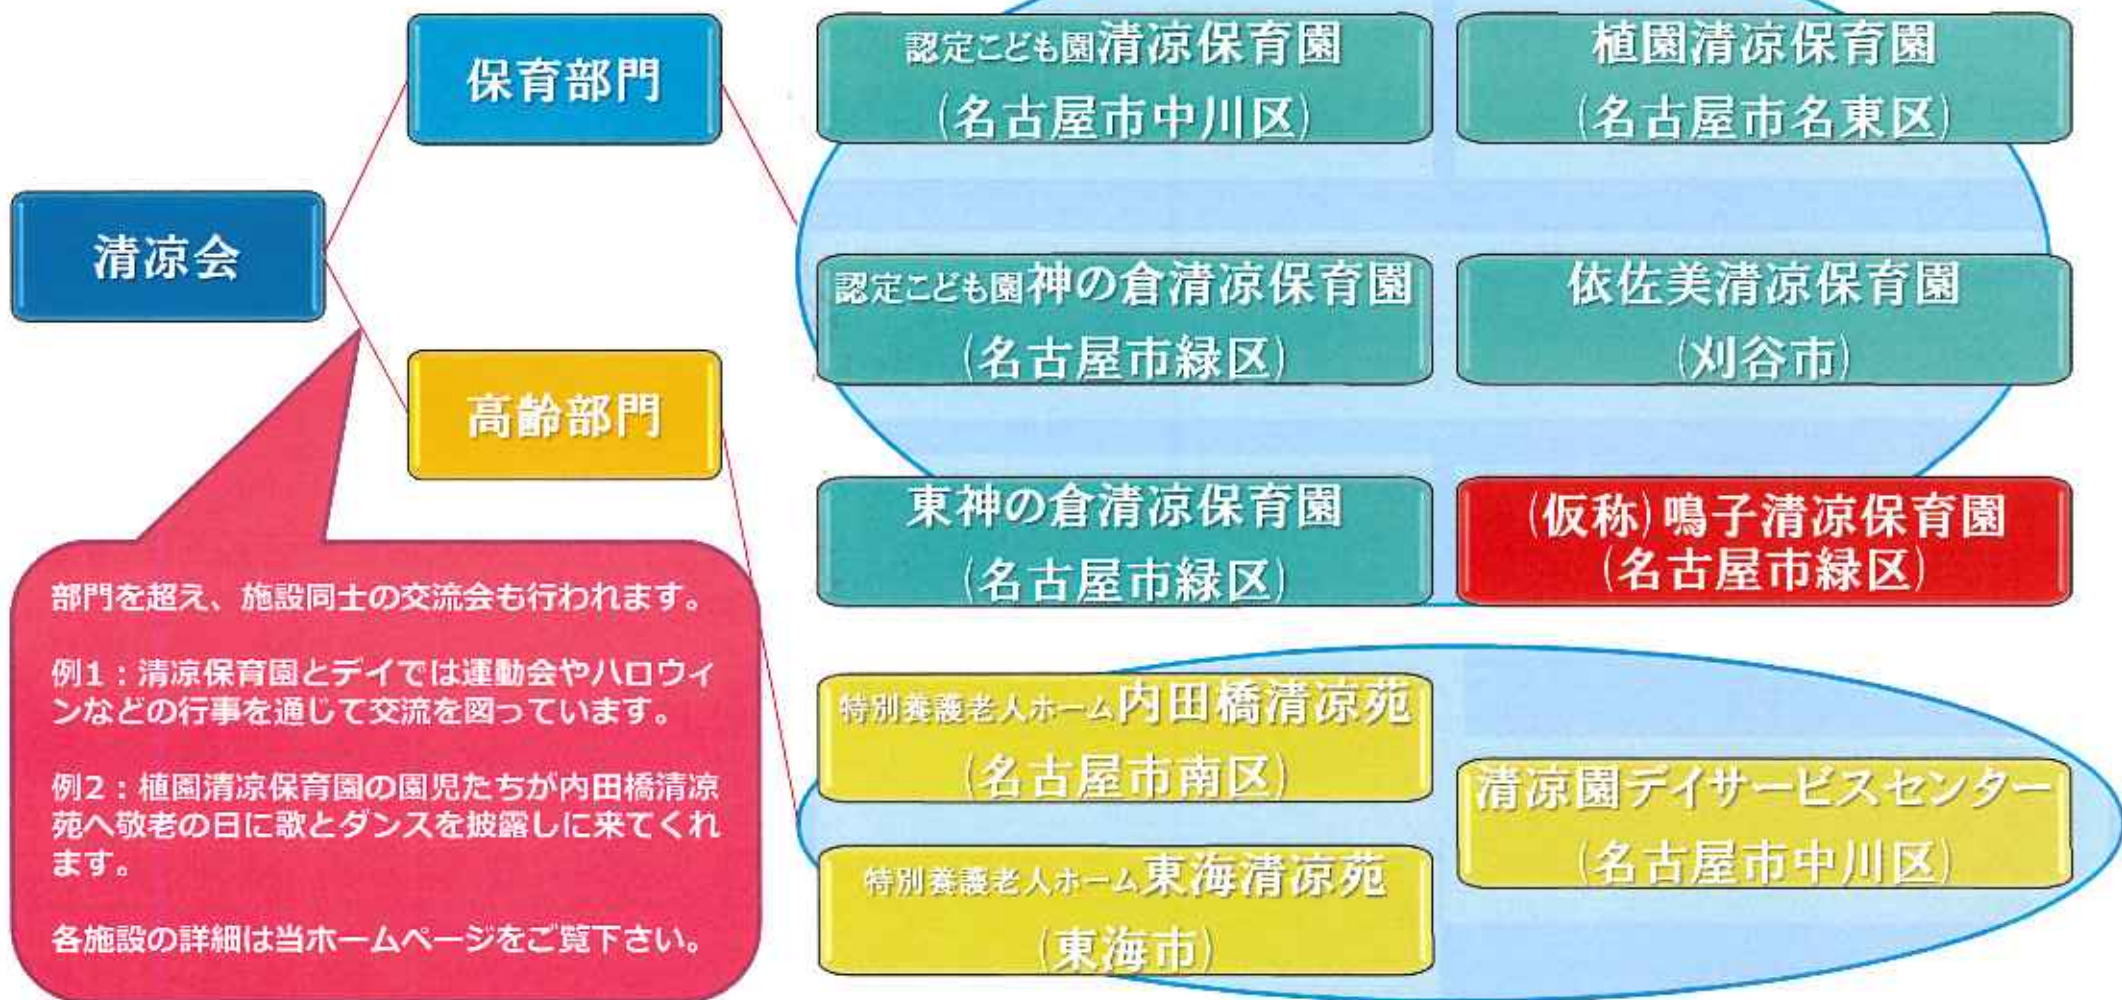 清凉会
保育部門
高齢部門
認定こども園清凉保育園
(名古屋市中川区)
植園清凉保育園
(名古屋市名東区)
認定こども園神の倉清凉保育園
(名古屋市緑区)
依佐美清凉保育園
(刈谷市)
東神の倉清凉保育園
(名古屋市緑区)
(仮称)鳴子清凉保育園
(名古屋市緑区)
特別養護老人ホーム内田橋清凉苑
(名古屋市南区)
清凉園デイサービスセンター
(名古屋市中川区)
特別養護老人ホーム東海清凉苑
(東海市)
部門を超え、施設同士の交流会も行われます。
例1：清凉保育園とデイでは運動会やハロウィ
ンなどの行事を通じて交流を図っています。
例2：植園清凉保育園の園児たちが内田橋清凉
苑へ敬老の日に歌とダンスを披露しに来てくれ
ます。
各施設の詳細は当ホームページをご覧下さい。